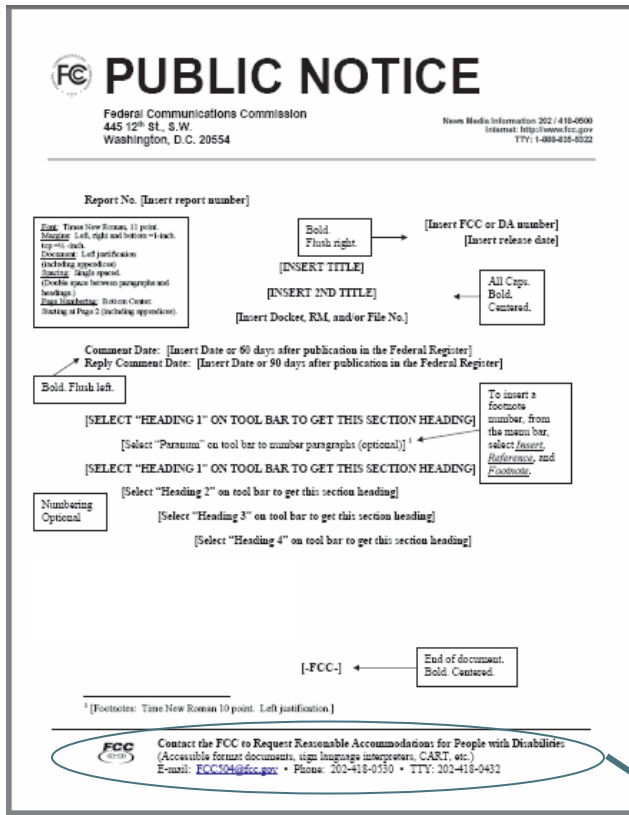 FC PUBLIC NOTICE
Federal Communications Commission
445 12th St., S.W.
Washington, D.C. 20554
News Media Information 202 / 418-0500
Internet: http://www.fcc.gov
TTY: 1-888-835-5322
Report No. [Insert report number]
Font: Times New Roman, 11 point.
Margins: Left, right and bottom =1-inch.
top =½ -inch.
Document: Left justification
(including appendices)
Spacing: Single spaced.
(Double space between paragraphs and
headings.)
Page Numbering: Bottom Center.
Starting at Page 2 (including appendices).
Bold.
Flush right.
[Insert FCC or DA number]
[Insert release date]
[INSERT TITLE]
[INSERT 2ND TITLE]
[Insert Docket, RM, and/or File No.]
All Caps.
Bold.
Centered.
Comment Date: [Insert Date or 60 days after publication in the Federal Register]
Reply Comment Date: [Insert Date or 90 days after publication in the Federal Register]
Bold. Flush left.
[SELECT “HEADING 1” ON TOOL BAR TO GET THIS SECTION HEADING]
[Select “Paranum” on tool bar to number paragraphs (optional)] 1
To insert a
footnote
number, from
the menu bar,
select Insert,
Reference, and
Footnote.
[SELECT “HEADING 1” ON TOOL BAR TO GET THIS SECTION HEADING]
[Select “Heading 2” on tool bar to get this section heading]
Numbering
Optional
[Select “Heading 3” on tool bar to get this section heading]
[Select “Heading 4” on tool bar to get this section heading]
[-FCC-]
End of document.
Bold. Centered.
1 [Footnotes: Time New Roman 10 point. Left justification.]
FCC
Contact the FCC to Request Reasonable Accommodations for People with Disabilities
(Accessible format documents, sign language interpreters, CART, etc.)
E-mail: FCC504@fcc.gov • Phone: 202-418-0530 • TTY: 202-418-0432